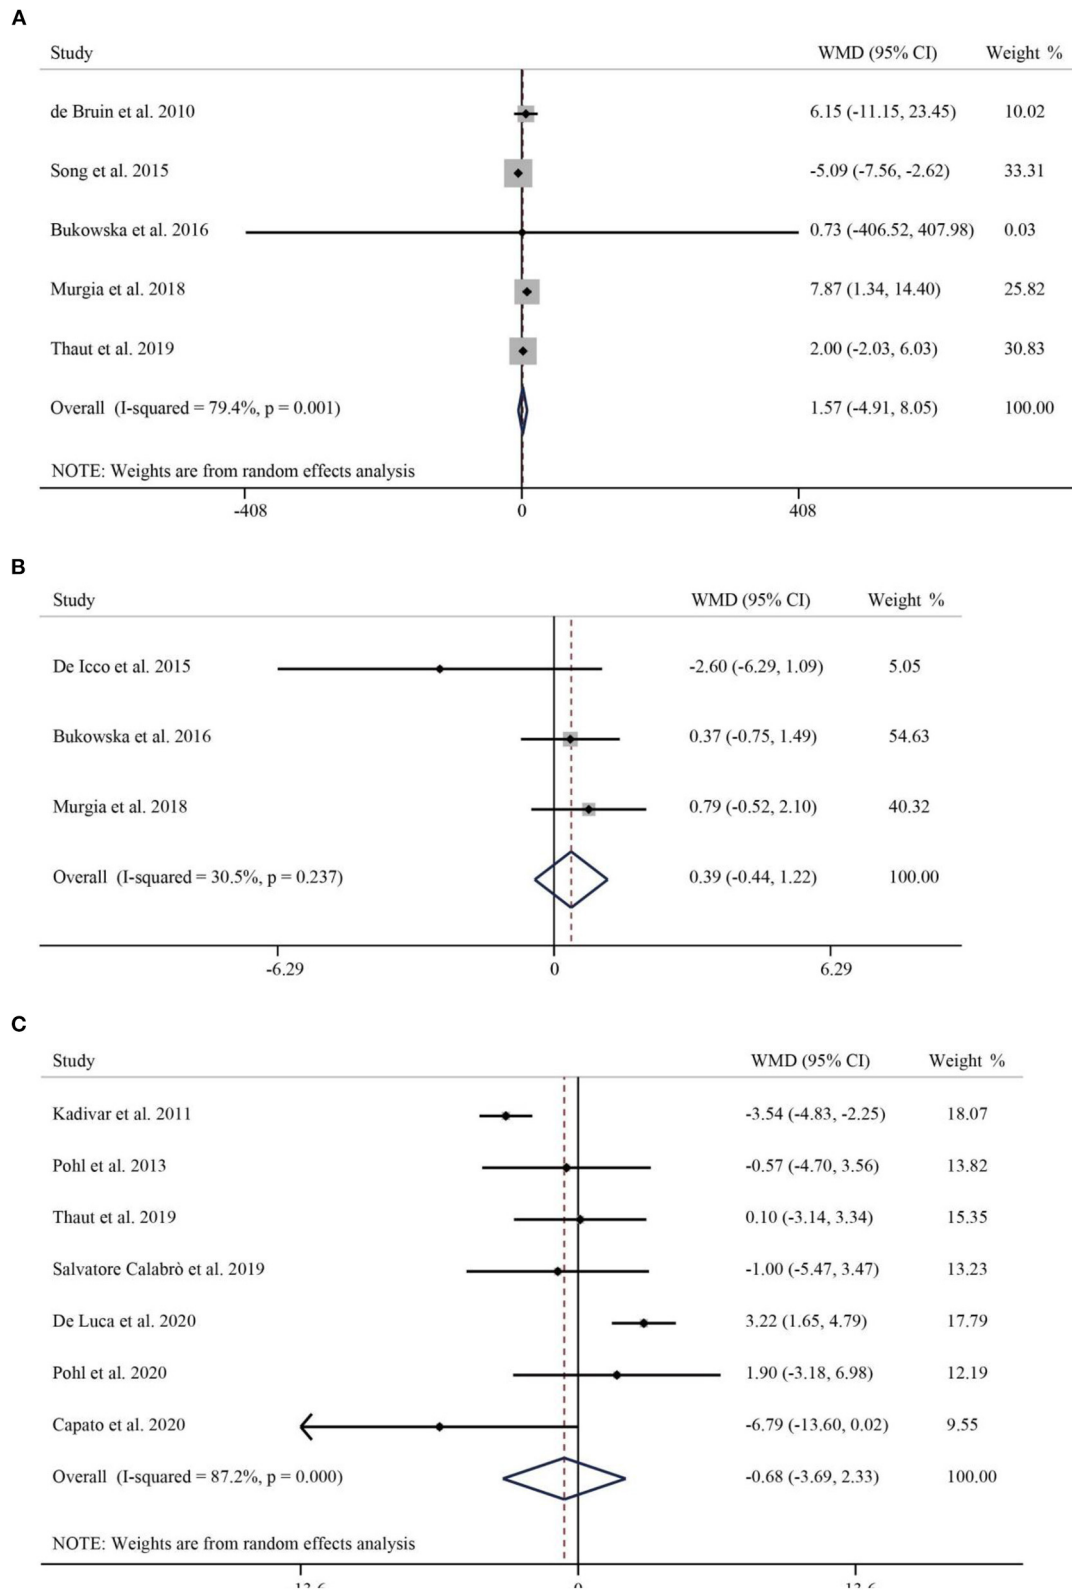 A
Study WMD (95% CI) Weight %
de Bruin et al. 2010 6.15 (-11.15, 23.45) 10.02
Song et al. 2015 -5.09 (-7.56, -2.62) 33.31
Bukowska et al. 2016 0.73 (-406.52, 407.98) 0.03
Murgia et al. 2018 7.87 (1.34, 14.40) 25.82
Thaut et al. 2019 2.00 (-2.03, 6.03) 30.83
Overall (I-squared = 79.4%, p = 0.001) 1.57 (-4.91, 8.05) 100.00
NOTE: Weights are from random effects analysis
-408 0 408
B
Study WMD (95% CI) Weight %
De Icco et al. 2015 -2.60 (-6.29, 1.09) 5.05
Bukowska et al. 2016 0.37 (-0.75, 1.49) 54.63
Murgia et al. 2018 0.79 (-0.52, 2.10) 40.32
Overall (I-squared = 30.5%, p = 0.237) 0.39 (-0.44, 1.22) 100.00
-6.29 0 6.29
C
Study WMD (95% CI) Weight %
Kadivar et al. 2011 -3.54 (-4.83, -2.25) 18.07
Pohl et al. 2013 -0.57 (-4.70, 3.56) 13.82
Thaut et al. 2019 0.10 (-3.14, 3.34) 15.35
Salvatore Calabrò et al. 2019 -1.00 (-5.47, 3.47) 13.23
De Luca et al. 2020 3.22 (1.65, 4.79) 17.79
Pohl et al. 2020 1.90 (-3.18, 6.98) 12.19
Capato et al. 2020 -6.79 (-13.60, 0.02) 9.55
Overall (I-squared = 87.2%, p = 0.000) -0.68 (-3.69, 2.33) 100.00
NOTE: Weights are from random effects analysis